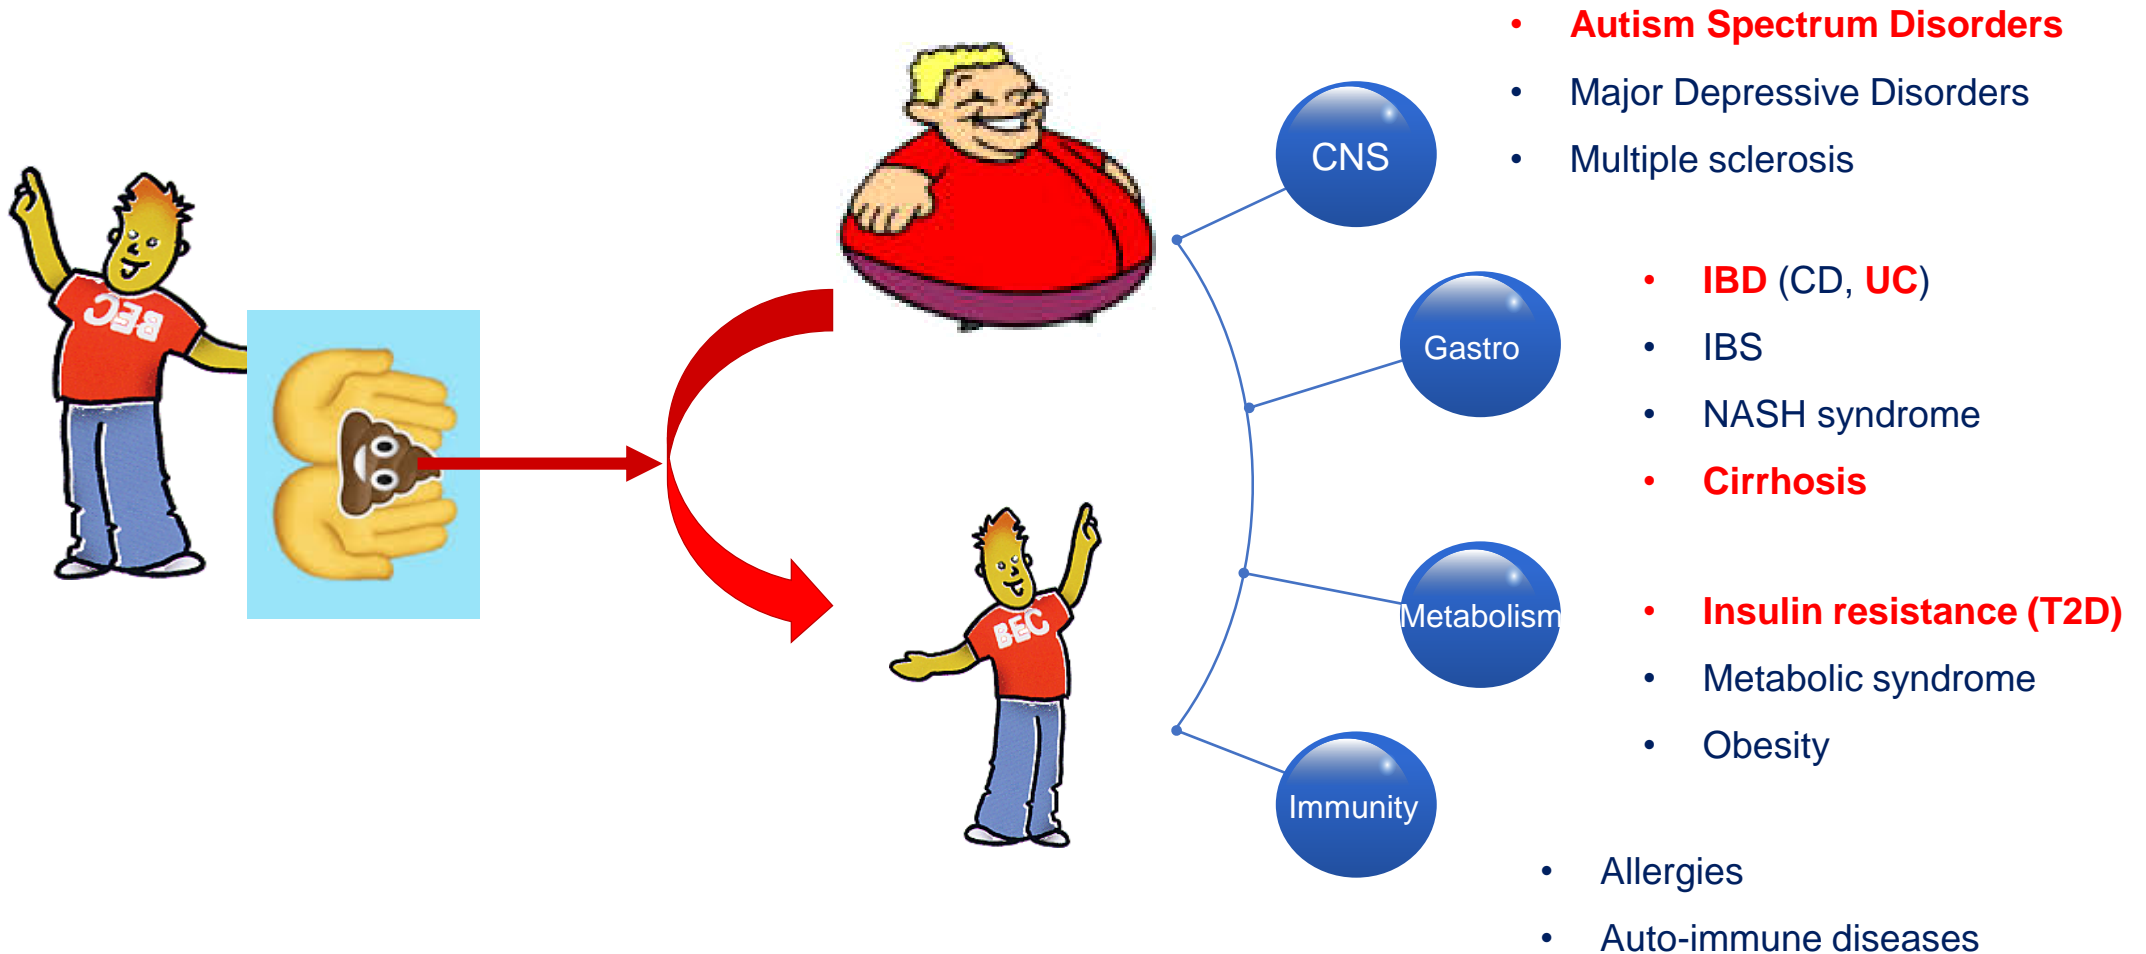 BEC
BEC
CNS
• Autism Spectrum Disorders
• Major Depressive Disorders
• Multiple sclerosis
Gastro
• IBD (CD, UC)
• IBS
• NASH syndrome
• Cirrhosis
Metabolism
• Insulin resistance (T2D)
• Metabolic syndrome
• Obesity
Immunity
• Allergies
• Auto-immune diseases